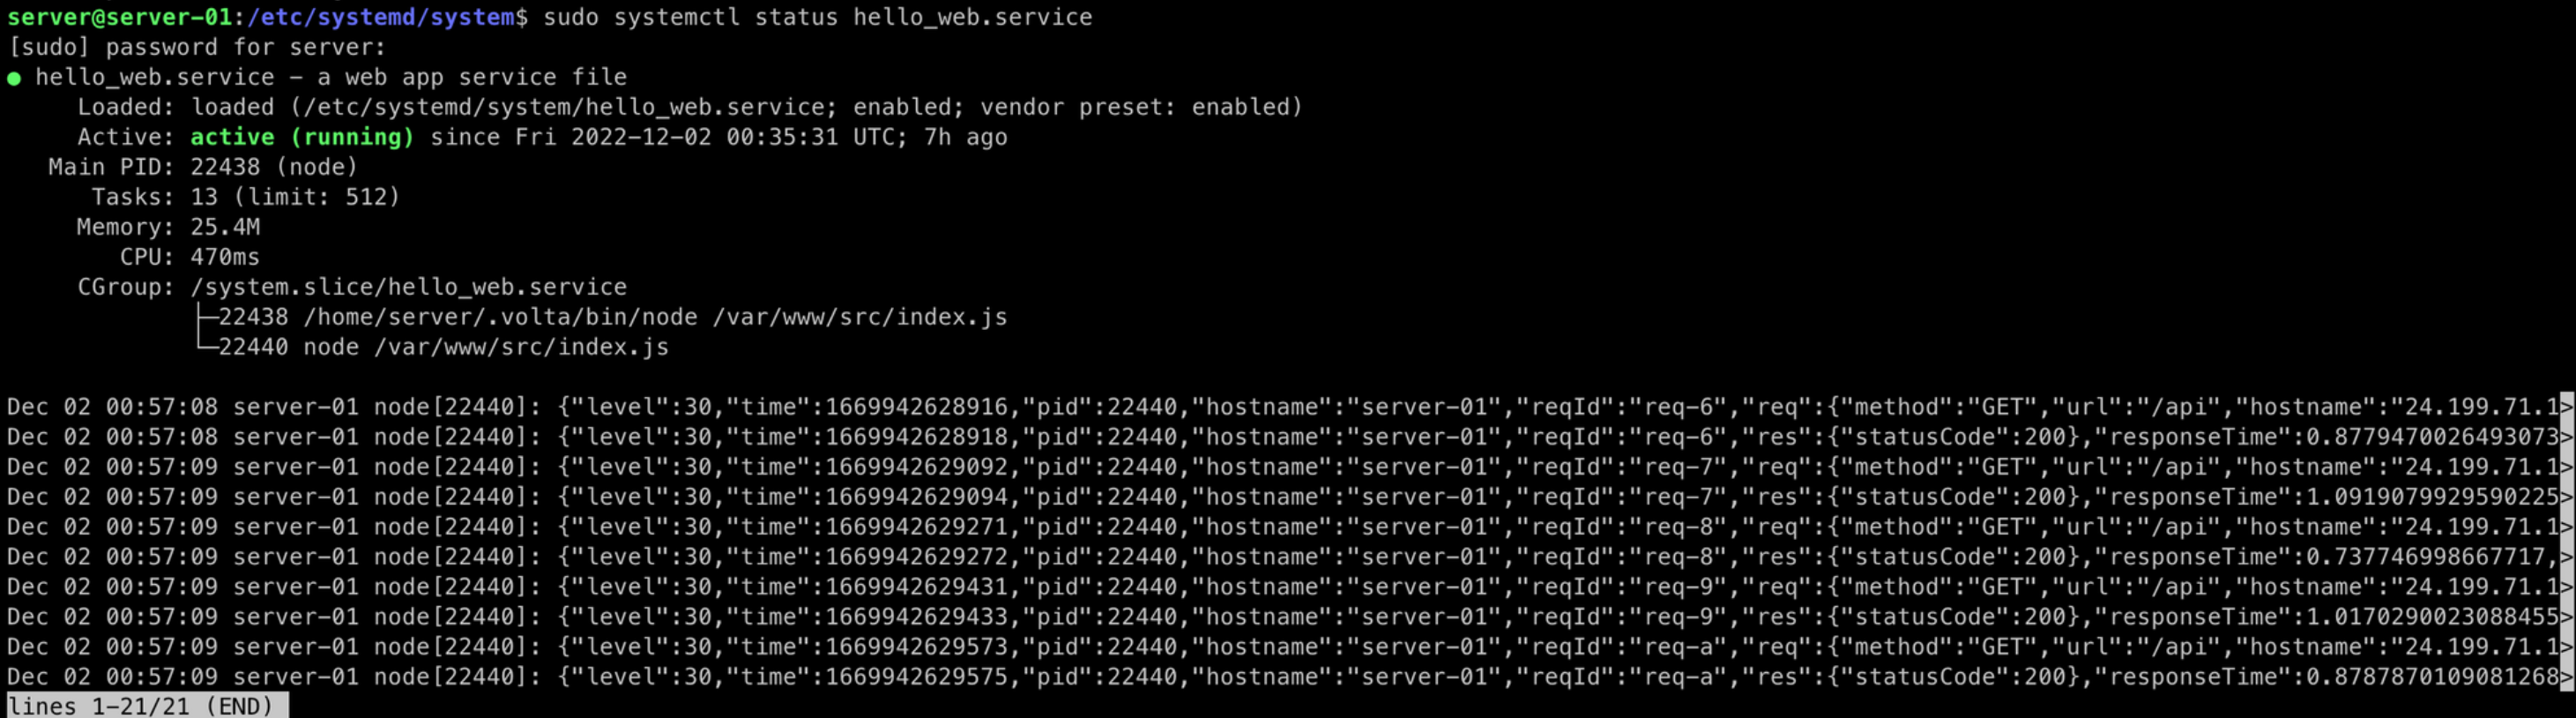 server@server-01:/etc/systemd/system$ sudo systemctl status hello_web.service
[sudo] password for server:
● hello_web.service – a web app service file
Loaded: loaded (/etc/systemd/system/hello_web.service; enabled; vendor preset: enabled)
Active: active (running) since Fri 2022-12-02 00:35:31 UTC; 7h ago
Main PID: 22438 (node)
Tasks: 13 (limit: 512)
Memory: 25.4M
CPU: 470ms
CGroup: /system.slice/hello_web.service
├─22438 /home/server/.volta/bin/node /var/www/src/index.js
└─22440 node /var/www/src/index.js
Dec 02 00:57:08 server-01 node[22440]: {"level":30,"time":1669942628916,"pid":22440,"hostname":"server-01","reqId":"req-6","req":{"method":"GET","url":"/api","hostname":"24.199.71.1>
Dec 02 00:57:08 server-01 node[22440]: {"level":30,"time":1669942628918,"pid":22440,"hostname":"server-01","reqId":"req-6","res":{"statusCode":200},"responseTime":0.8779470026493073>
Dec 02 00:57:09 server-01 node[22440]: {"level":30,"time":1669942629092,"pid":22440,"hostname":"server-01","reqId":"req-7","req":{"method":"GET","url":"/api","hostname":"24.199.71.1>
Dec 02 00:57:09 server-01 node[22440]: {"level":30,"time":1669942629094,"pid":22440,"hostname":"server-01","reqId":"req-7","res":{"statusCode":200},"responseTime":1.0919079929590225>
Dec 02 00:57:09 server-01 node[22440]: {"level":30,"time":1669942629271,"pid":22440,"hostname":"server-01","reqId":"req-8","req":{"method":"GET","url":"/api","hostname":"24.199.71.1>
Dec 02 00:57:09 server-01 node[22440]: {"level":30,"time":1669942629272,"pid":22440,"hostname":"server-01","reqId":"req-8","res":{"statusCode":200},"responseTime":0.737746998667717,>
Dec 02 00:57:09 server-01 node[22440]: {"level":30,"time":1669942629431,"pid":22440,"hostname":"server-01","reqId":"req-9","req":{"method":"GET","url":"/api","hostname":"24.199.71.1>
Dec 02 00:57:09 server-01 node[22440]: {"level":30,"time":1669942629433,"pid":22440,"hostname":"server-01","reqId":"req-9","res":{"statusCode":200},"responseTime":1.0170290023088455>
Dec 02 00:57:09 server-01 node[22440]: {"level":30,"time":1669942629573,"pid":22440,"hostname":"server-01","reqId":"req-a","req":{"method":"GET","url":"/api","hostname":"24.199.71.1>
Dec 02 00:57:09 server-01 node[22440]: {"level":30,"time":1669942629575,"pid":22440,"hostname":"server-01","reqId":"req-a","res":{"statusCode":200},"responseTime":0.8787870109081268>
lines 1-21/21 (END)